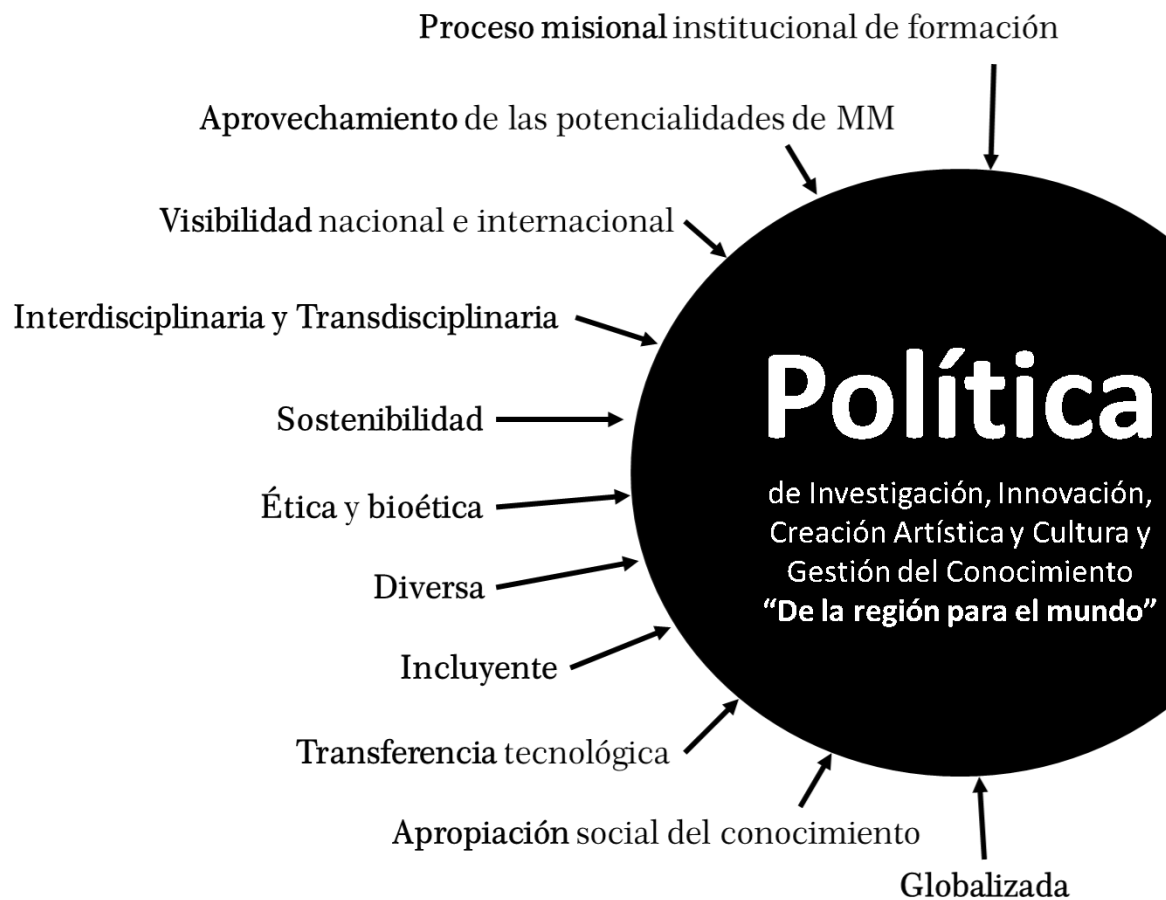 Proceso misional institucional de formación
Aprovechamiento de las potencialidades de MM
Visibilidad nacional e internacional
Interdisciplinaria y Transdisciplinaria
Sostenibilidad
Ética y bioética
Diversa
Incluyente
Transferencia tecnológica
Apropiación social del conocimiento
Globalizada
Política
de Investigación, Innovación,
Creación Artística y Cultura y
Gestión del Conocimiento
“De la región para el mundo”